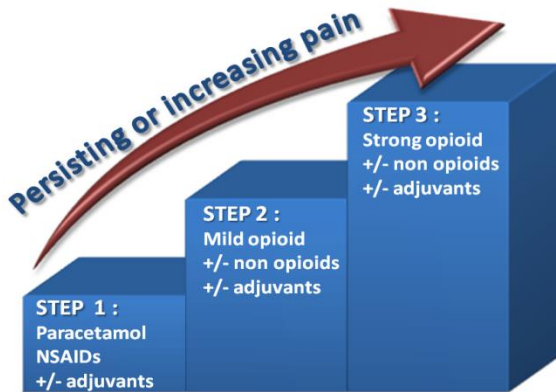 Persisting or increasing pain
STEP 3 :
Strong opioid
+/- non opioids
+/- adjuvants
STEP 2 :
Mild opioid
+/- non opioids
+/- adjuvants
STEP 1 :
Paracetamol
NSAIDs
+/- adjuvants